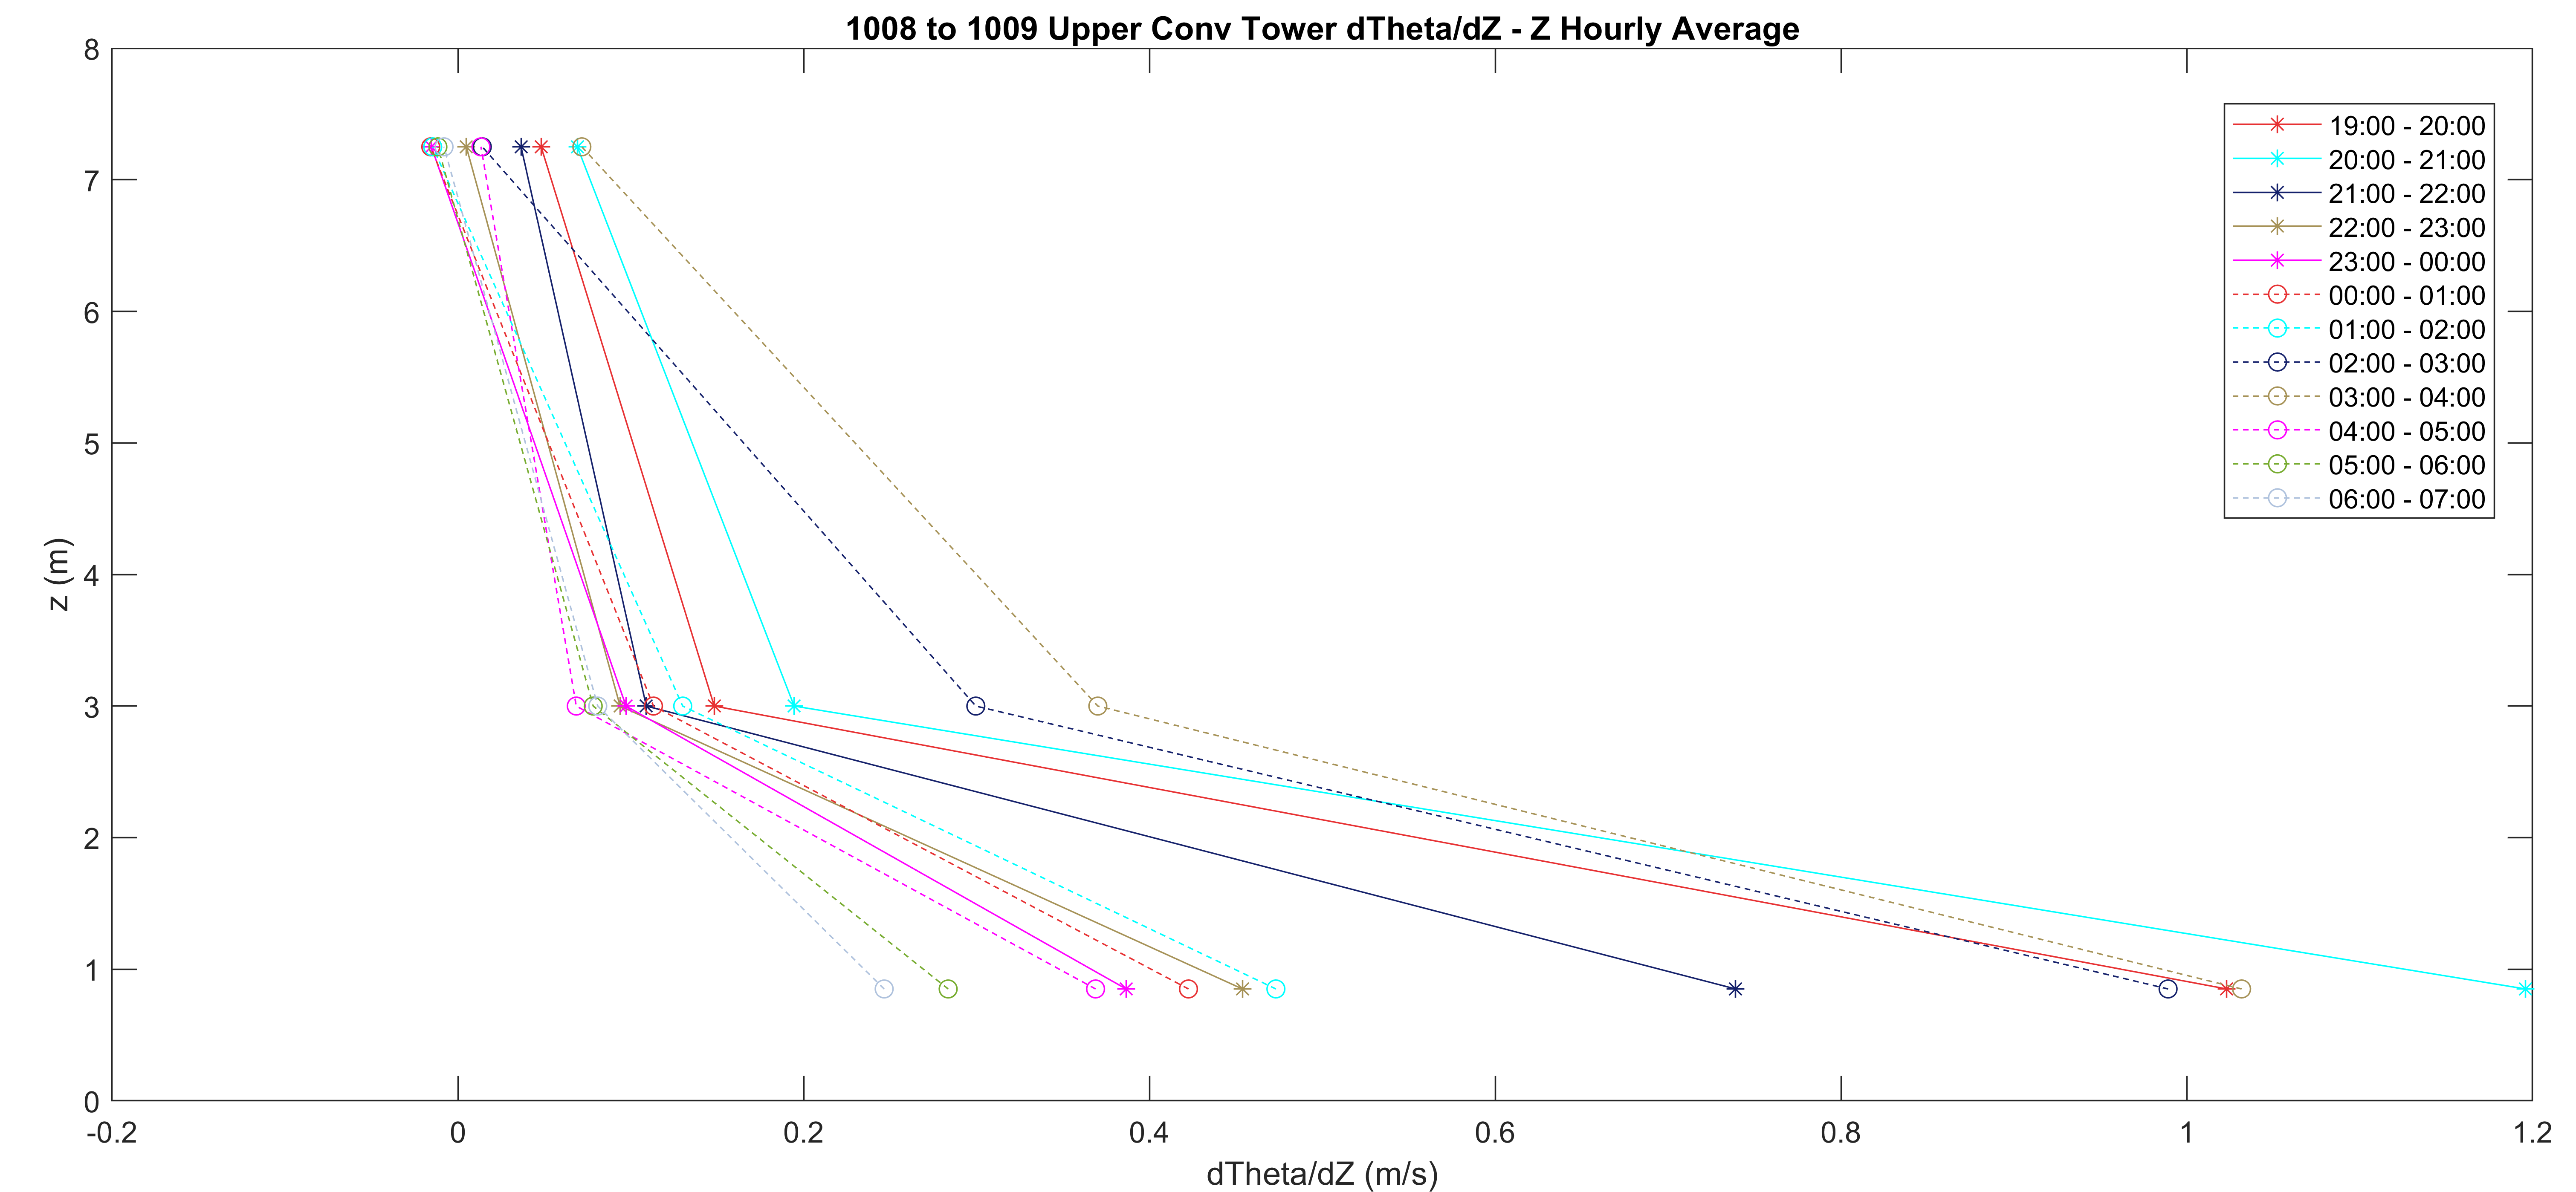 1008 to 1009 Upper Conv Tower dTheta/dZ - Z Hourly Average
8
7
6
5
4
3
2
1
0
z (m)
-0.2 0 0.2 0.4 0.6 0.8 1 1.2
dTheta/dZ (m/s)
19:00 - 20:00
20:00 - 21:00
21:00 - 22:00
22:00 - 23:00
23:00 - 00:00
00:00 - 01:00
01:00 - 02:00
02:00 - 03:00
03:00 - 04:00
04:00 - 05:00
05:00 - 06:00
06:00 - 07:00